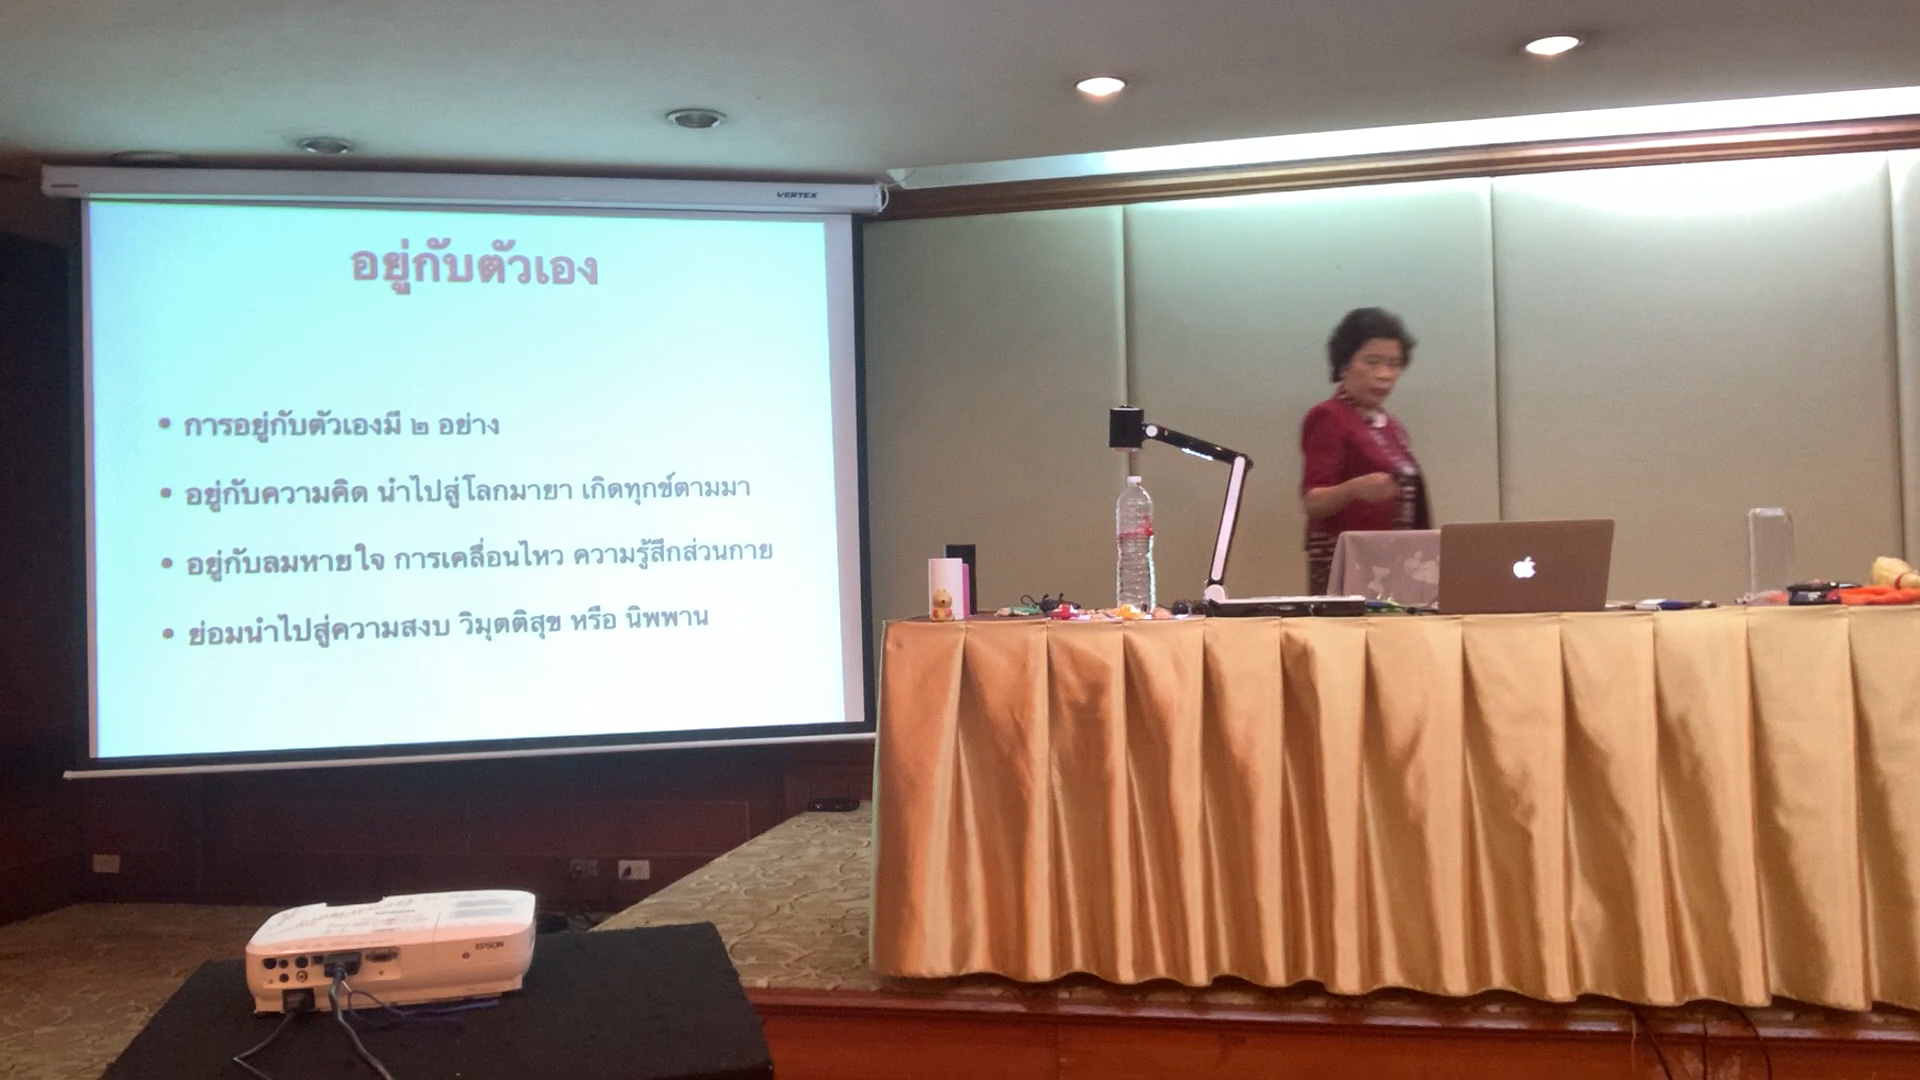 VERTEX
อยู่กับตัวเอง
• การอยู่กับตัวเองมี ๒ อย่าง
• อยู่กับความคิด นำไปสู่โลกมายา เกิดทุกข์ตามมา
• อยู่กับลมหายใจ การเคลื่อนไหว ความรู้สึกส่วนกาย
• ย่อมนำไปสู่ความสงบ วิมุตติสุข หรือ นิพพาน
EPSON